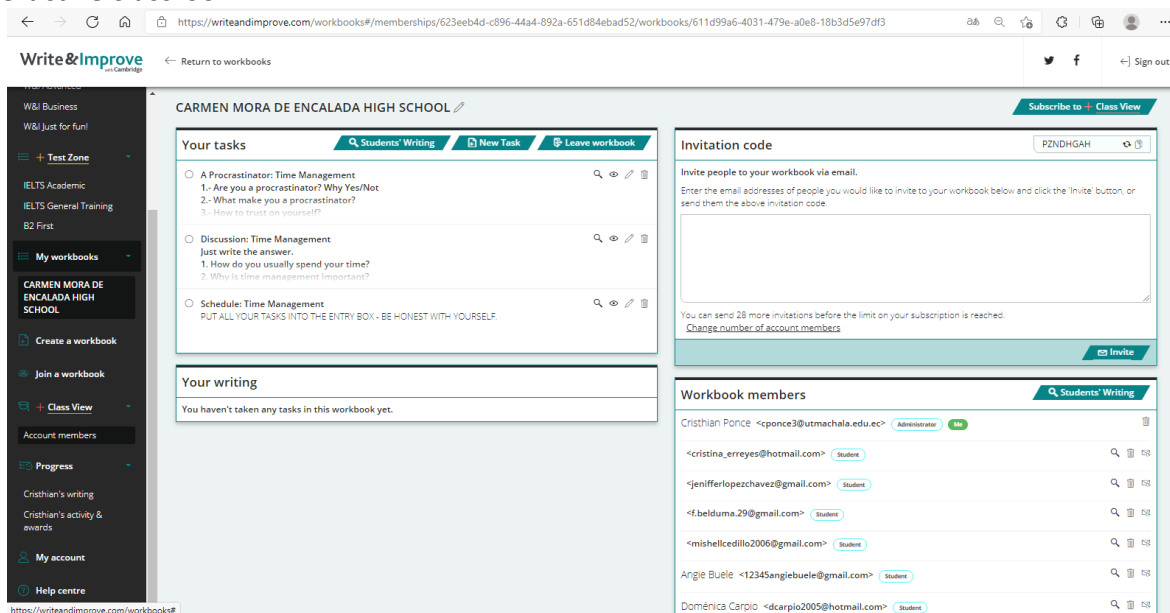 https://writeandimprove.com/workbooks#/memberships/623eeb4d-c896-44a4-892a-651d84ebad52/workbooks/611d99a6-4031-479e-a0e8-18b3d5e97df3
Write&Improve
with Cambridge
Return to workbooks
Sign out
W&I Advanced
W&I Business
W&I Just for fun!
+ Test Zone
IELTS Academic
IELTS General Training
B2 First
My workbooks
CARMEN MORA DE
ENCALADA HIGH
SCHOOL
Create a workbook
Join a workbook
+ Class View
Account members
Progress
Cristhian's writing
Cristhian's activity &
awards
My account
Help centre
https://writeandimprove.com/workbooks#
CARMEN MORA DE ENCALADA HIGH SCHOOL
Subscribe to + Class View
Your tasks
Students' Writing
New Task
Leave workbook
A Procrastinator: Time Management
1.- Are you a procrastinator? Why Yes/Not
2.- What make you a procrastinator?
3.- How to trust on yourself?
Discussion: Time Management
Just write the answer.
1. How do you usually spend your time?
2. Why is time management important?
Schedule: Time Management
PUT ALL YOUR TASKS INTO THE ENTRY BOX - BE HONEST WITH YOURSELF.
Your writing
You haven't taken any tasks in this workbook yet.
Invitation code
PZNDHGAH
Invite people to your workbook via email.
Enter the email addresses of people you would like to invite to your workbook below and click the 'Invite' button, or
send them the above invitation code.
You can send 28 more invitations before the limit on your subscription is reached.
Change number of account members
Invite
Workbook members
Students' Writing
Cristhian Ponce <cponce3@utmachala.edu.ec> Administrator Me
<cristina_erreyes@hotmail.com> Student
<jenifferlopezchavez@gmail.com> Student
<f.belduma.29@gmail.com> Student
<mishellcedillo2006@gmail.com> Student
Angie Buele <12345angiebuele@gmail.com> Student
Doménica Carpio <dcarpio2005@hotmail.com> Student